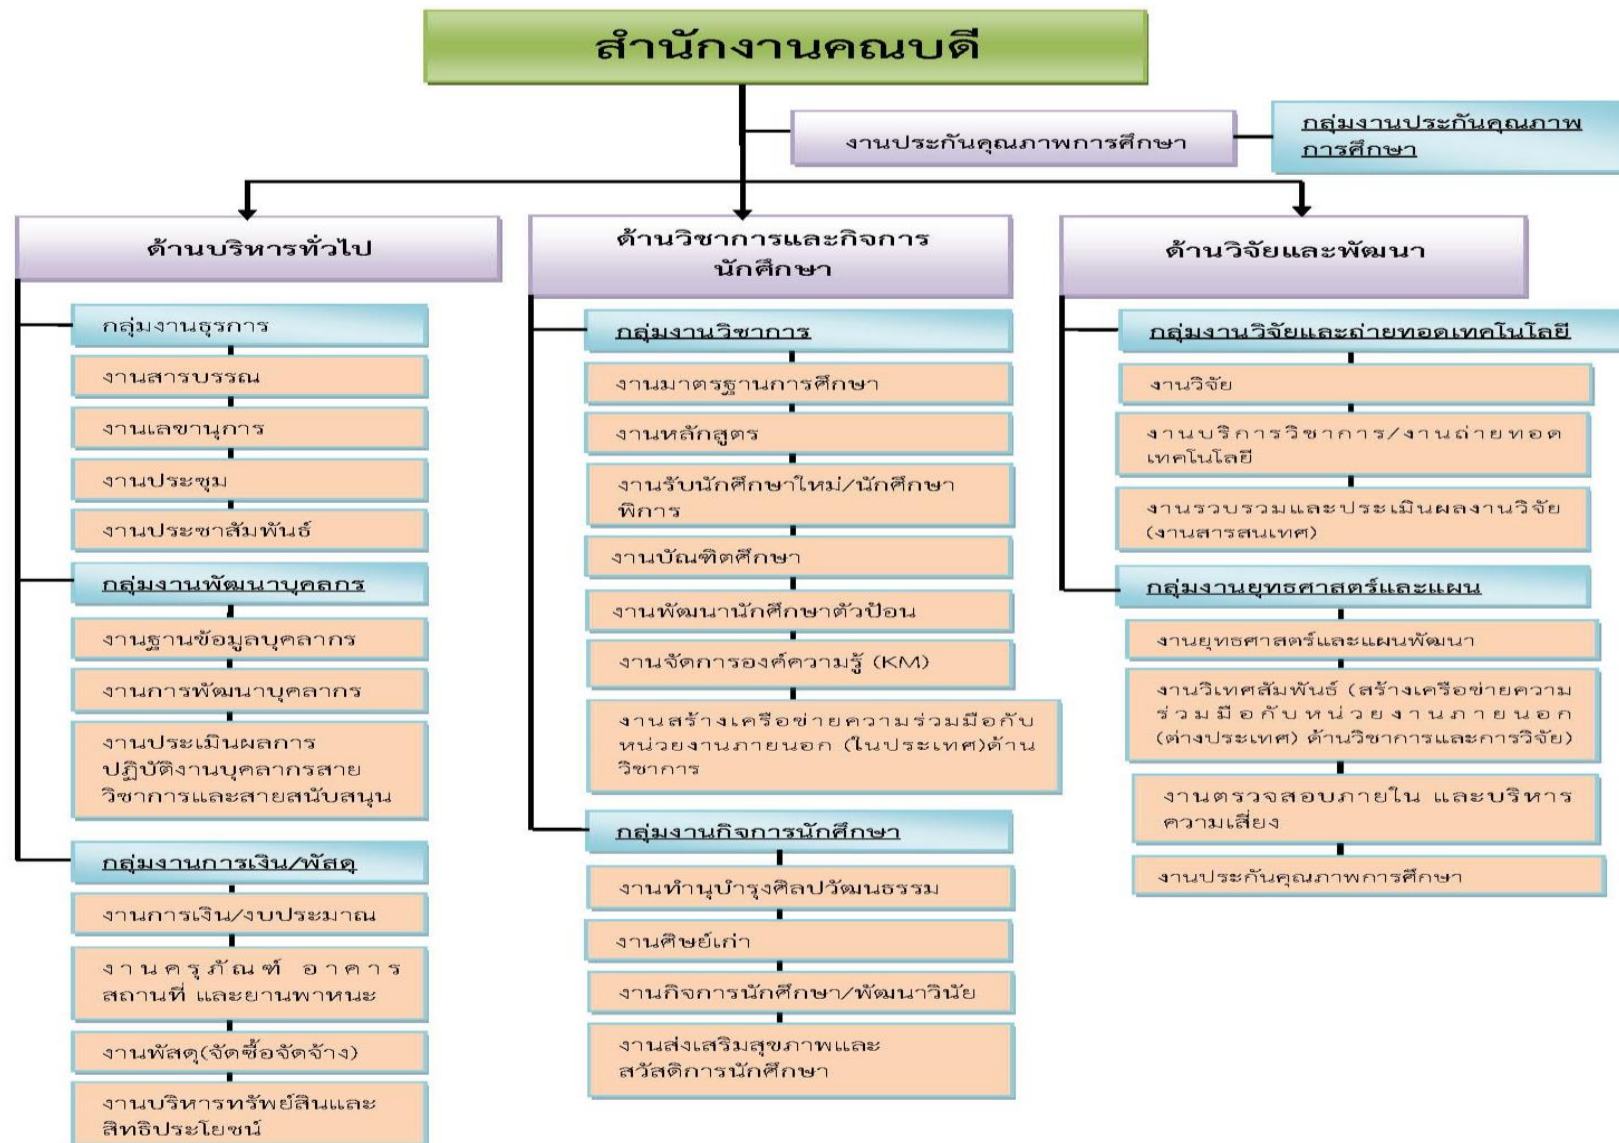 สำนักงานคณบดี
งานประกันคุณภาพการศึกษา
กลุ่มงานประกันคุณภาพ
การศึกษา
ด้านบริหารทั่วไป
กลุ่มงานธุรการ
งานสารบรรณ
งานเลขานุการ
งานประชุม
งานประชาสัมพันธ์
กลุ่มงานพัฒนาบุคลกร
งานฐานข้อมูลบุคลากร
งานการพัฒนาบุคลากร
งานประเมินผลการ
ปฏิบัติงานบุคลากรสาย
วิชาการและสายสนับสนุน
กลุ่มงานการเงิน/พัสดุ
งานการเงิน/งบประมาณ
งานครุภัณฑ์ อาคาร
สถานที่ และยานพาหนะ
งานพัสดุ(จัดซื้อจัดจ้าง)
งานบริหารทรัพย์สินและ
สิทธิประโยชน์
ด้านวิชาการและกิจการ
นักศึกษา
กลุ่มงานวิชาการ
งานมาตรฐานการศึกษา
งานหลักสูตร
งานรับนักศึกษาใหม่/นักศึกษา
พิการ
งานบัณฑิตศึกษา
งานพัฒนานักศึกษาตัวป้อน
งานจัดการองค์ความรู้ (KM)
งานสร้างเครือข่ายความร่วมมือกับ
หน่วยงานภายนอก (ในประเทศ)ด้าน
วิชาการ
กลุ่มงานกิจการนักศึกษา
งานทำนุบำรุงศิลปวัฒนธรรม
งานศิษย์เก่า
งานกิจการนักศึกษา/พัฒนาวินัย
งานส่งเสริมสุขภาพและ
สวัสดิการนักศึกษา
ด้านวิจัยและพัฒนา
กลุ่มงานวิจัยและถ่ายทอดเทคโนโลยี
งานวิจัย
งานบริการวิชาการ/งานถ่ายทอด
เทคโนโลยี
งานรวบรวมและประเมินผลงานวิจัย
(งานสารสนเทศ)
กลุ่มงานยุทธศาสตร์และแผน
งานยุทธศาสตร์และแผนพัฒนา
งานวิเทศสัมพันธ์ (สร้างเครือข่ายความ
ร่วมมือกับหน่วยงานภายนอก
(ต่างประเทศ) ด้านวิชาการและการวิจัย)
งานตรวจสอบภายใน และบริหาร
ความเสี่ยง
งานประกันคุณภาพการศึกษา